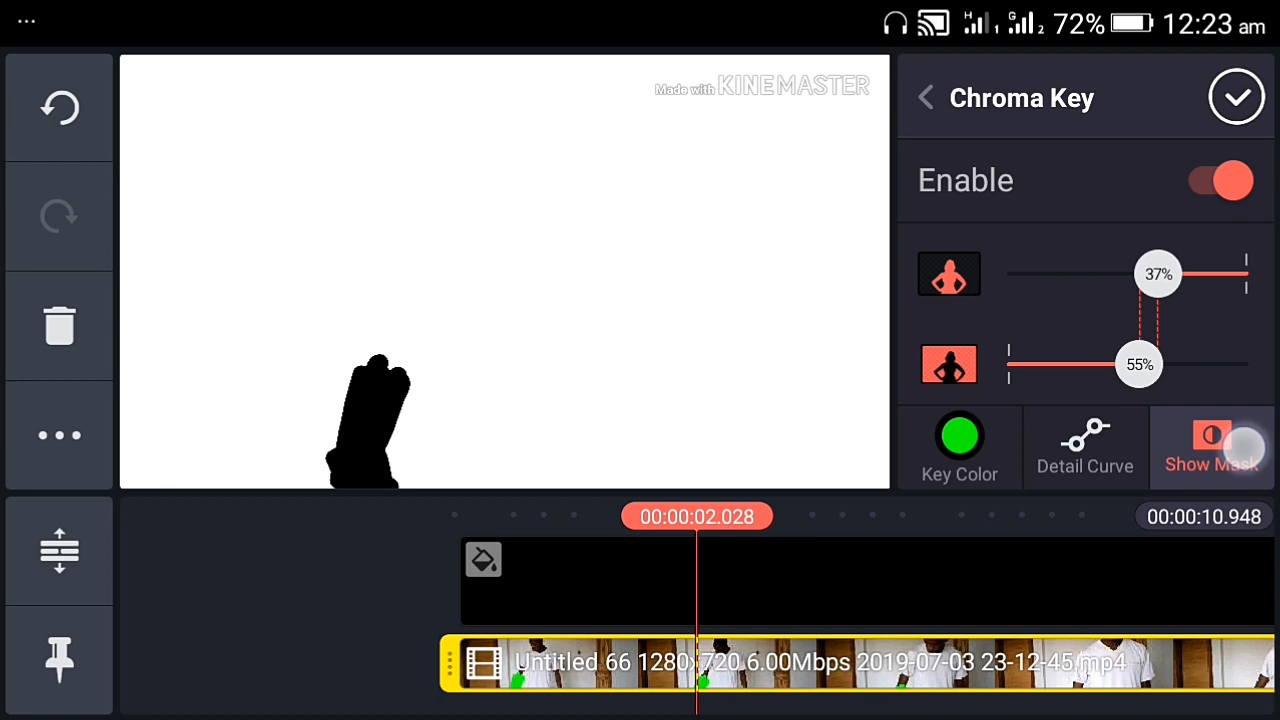 ...
H 1 G 2 72% 12:23 am
Made with KINEMASTER
Chroma Key
Enable
37%
55%
Key Color
Detail Curve
Show Mask
00:00:02.028
00:00:10.948
Untitled 66 1280x720 6.00Mbps 2019-07-03 23-12-45.mp4